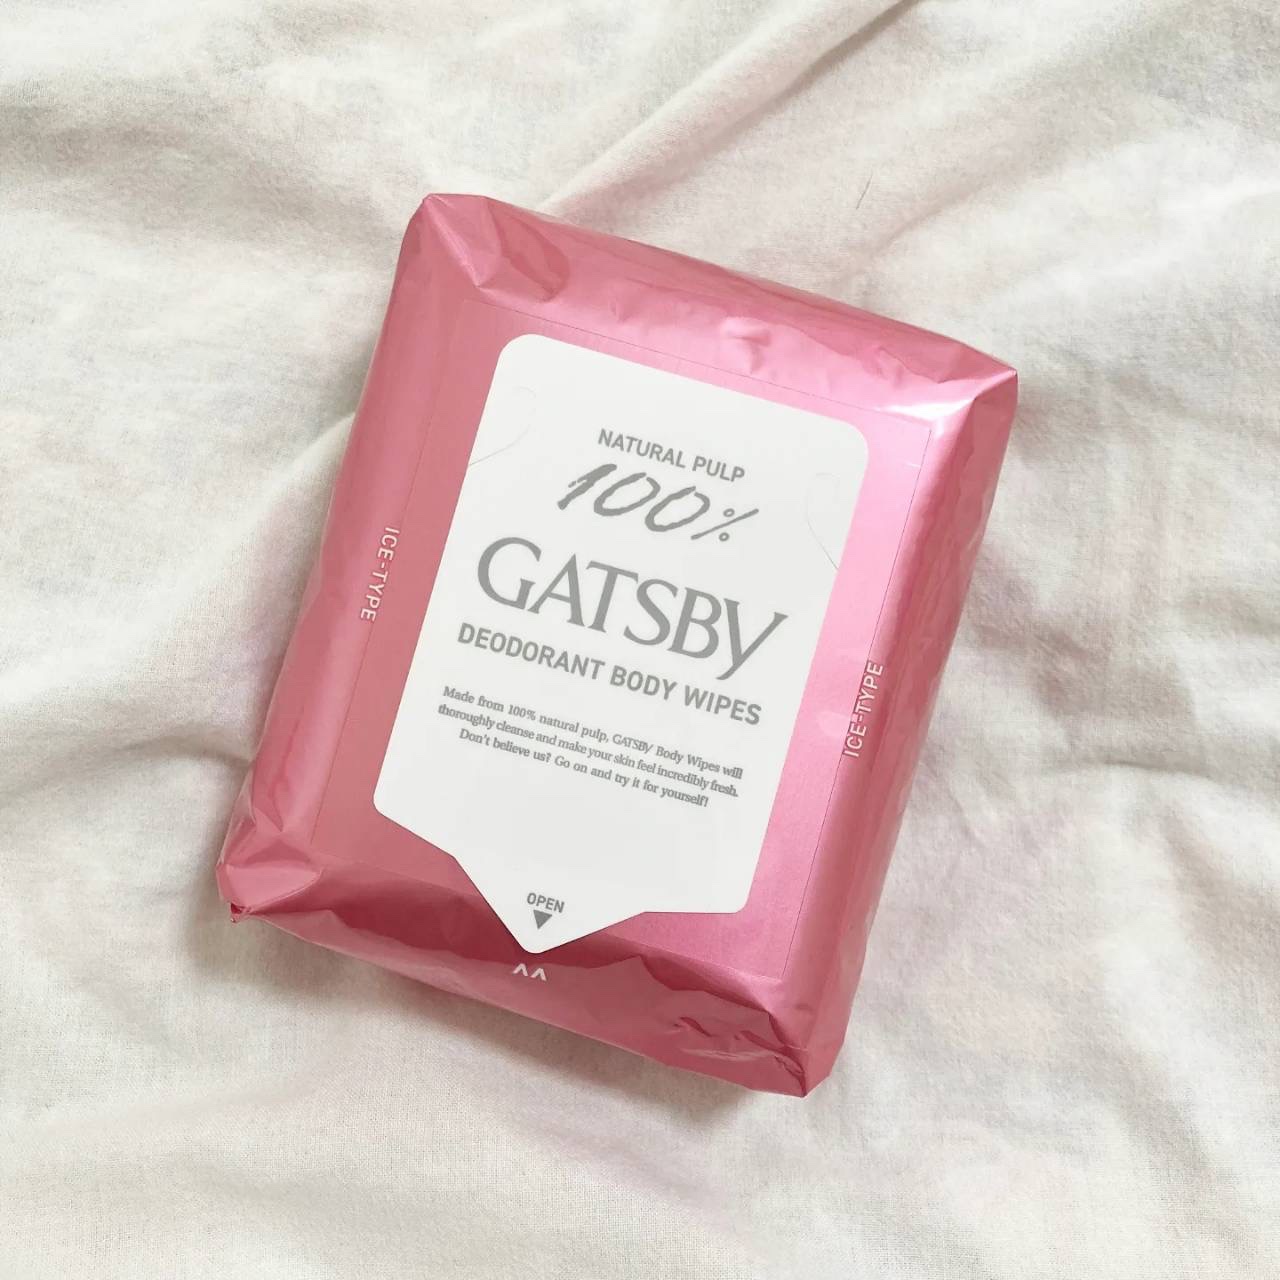 NATURAL PULP
100%
GATSBY
DEODORANT BODY WIPES
Made from 100% natural pulp, GATSBY Body Wipes will
thoroughly cleanse and make your skin feel incredibly fresh.
Don't believe us? Go on and try it for yourself!
OPEN
ICE-TYPE
ICE-TYPE